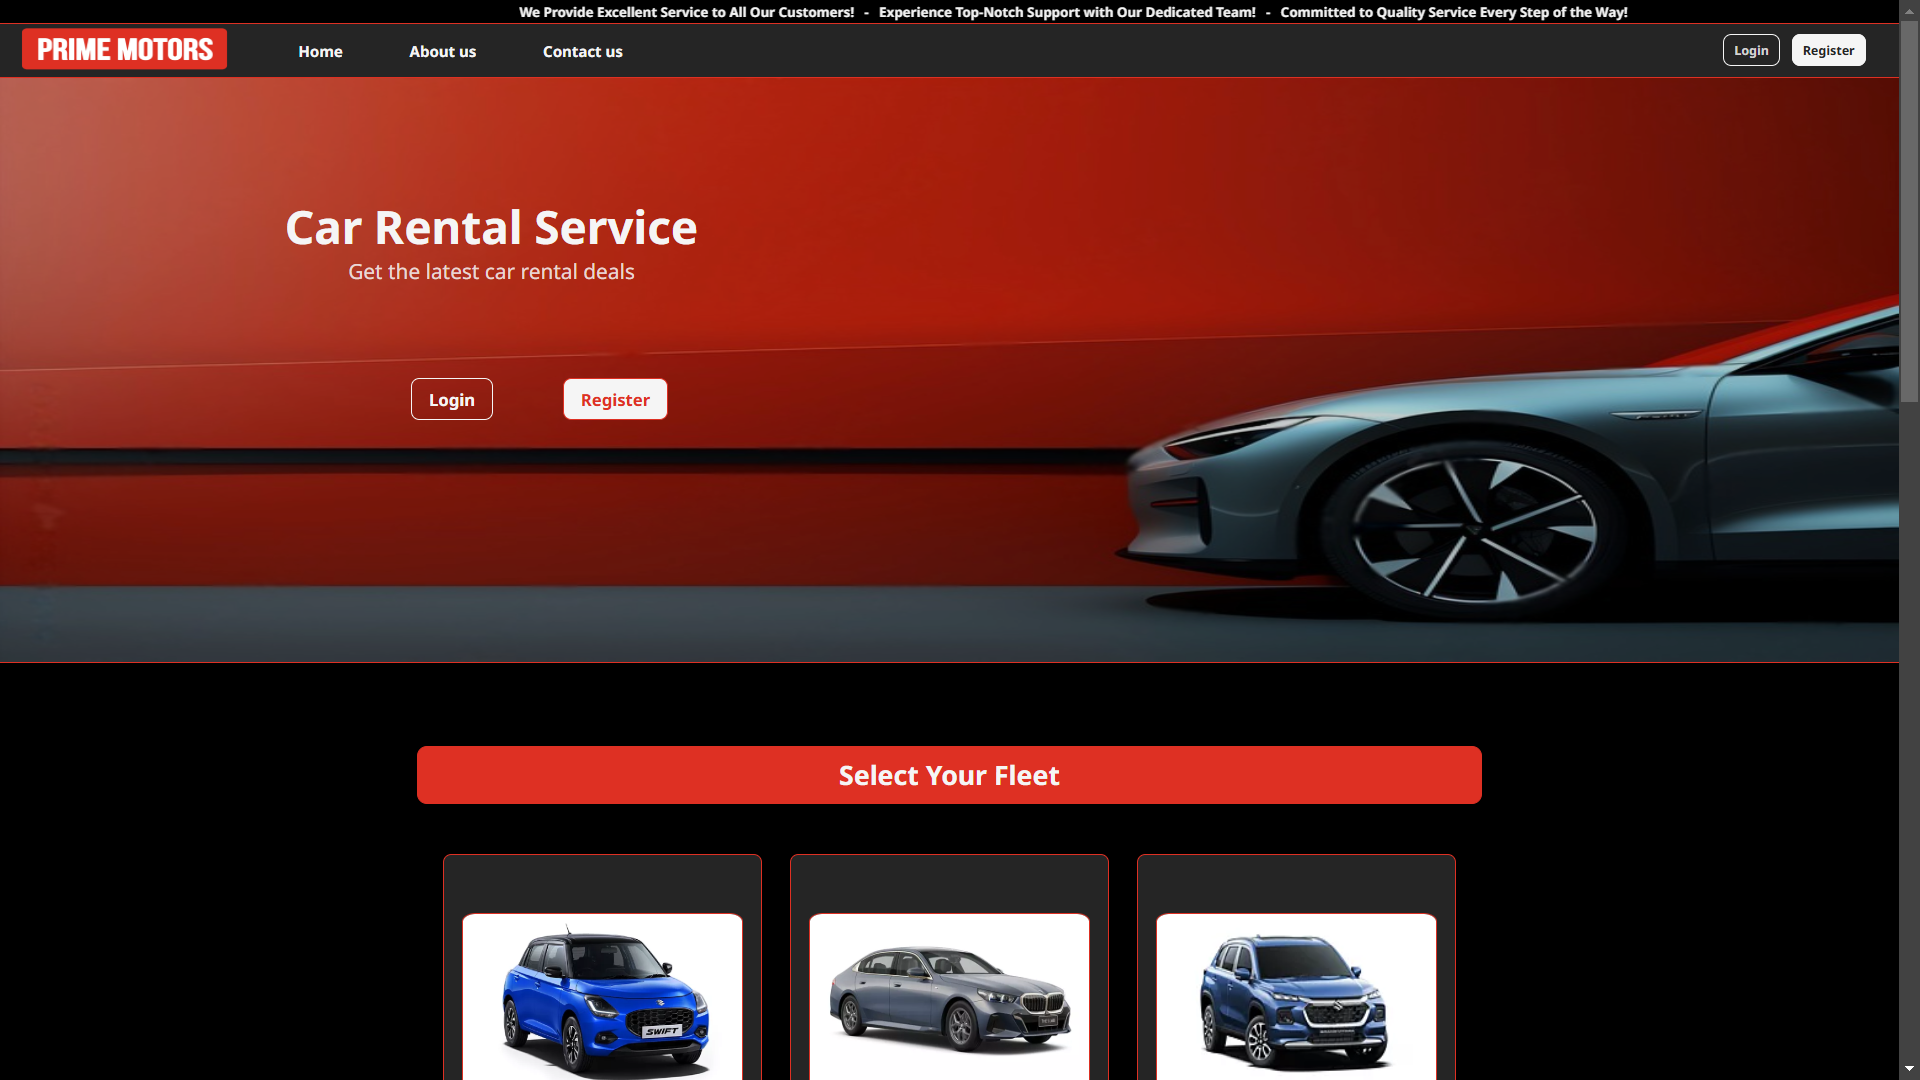 We Provide Excellent Service to All Our Customers! - Experience Top-Notch Support with Our Dedicated Team! - Committed to Quality Service Every Step of the Way!
PRIME MOTORS Home About us Contact us Login Register
Car Rental Service
Get the latest car rental deals
Login Register
Select Your Fleet
SWIFT